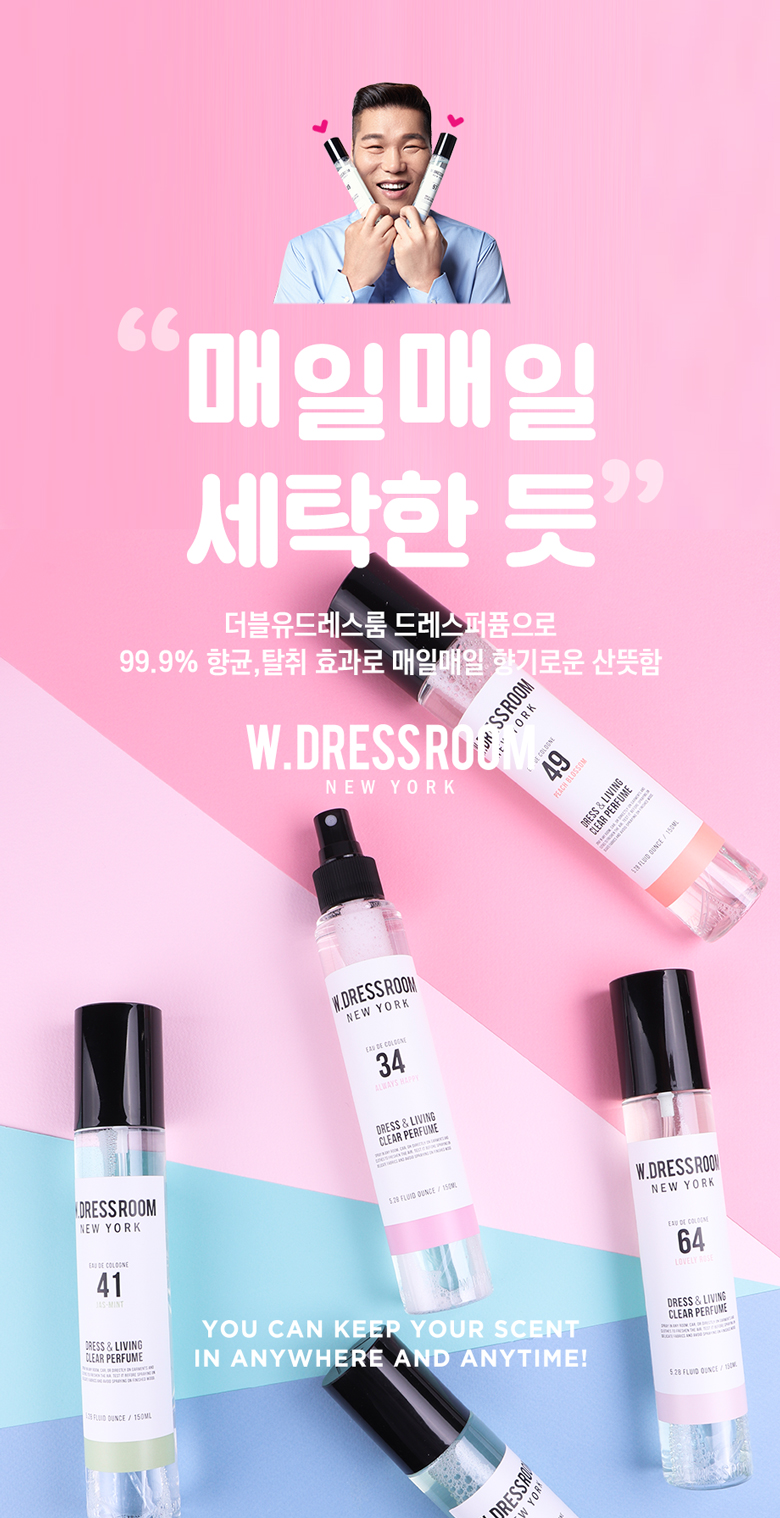 “매일매일
세탁한 듯”
더블유드레스룸 드레스퍼퓸으로
99.9% 향균,탈취 효과로 매일매일 향기로운 산뜻함
W.DRESSROOM
NEW YORK
W.DRESSROOM
NEW YORK
EAU DE COLOGNE
49
PEACH BLOSSOM
DRESS & LIVING
CLEAR PERFUME
5.28 FLUID OUNCE / 150ML
W.DRESSROOM
NEW YORK
EAU DE COLOGNE
34
ALWAYS HAPPY
DRESS & LIVING
CLEAR PERFUME
5.28 FLUID OUNCE / 150ML
W.DRESSROOM
NEW YORK
EAU DE COLOGNE
41
JAS-MINT
DRESS & LIVING
CLEAR PERFUME
5.28 FLUID OUNCE / 150ML
W.DRESSROOM
NEW YORK
EAU DE COLOGNE
64
LOVELY ROSE
DRESS & LIVING
CLEAR PERFUME
5.28 FLUID OUNCE / 150ML
YOU CAN KEEP YOUR SCENT
IN ANYWHERE AND ANYTIME!
W.DRESSROOM
NEW YORK